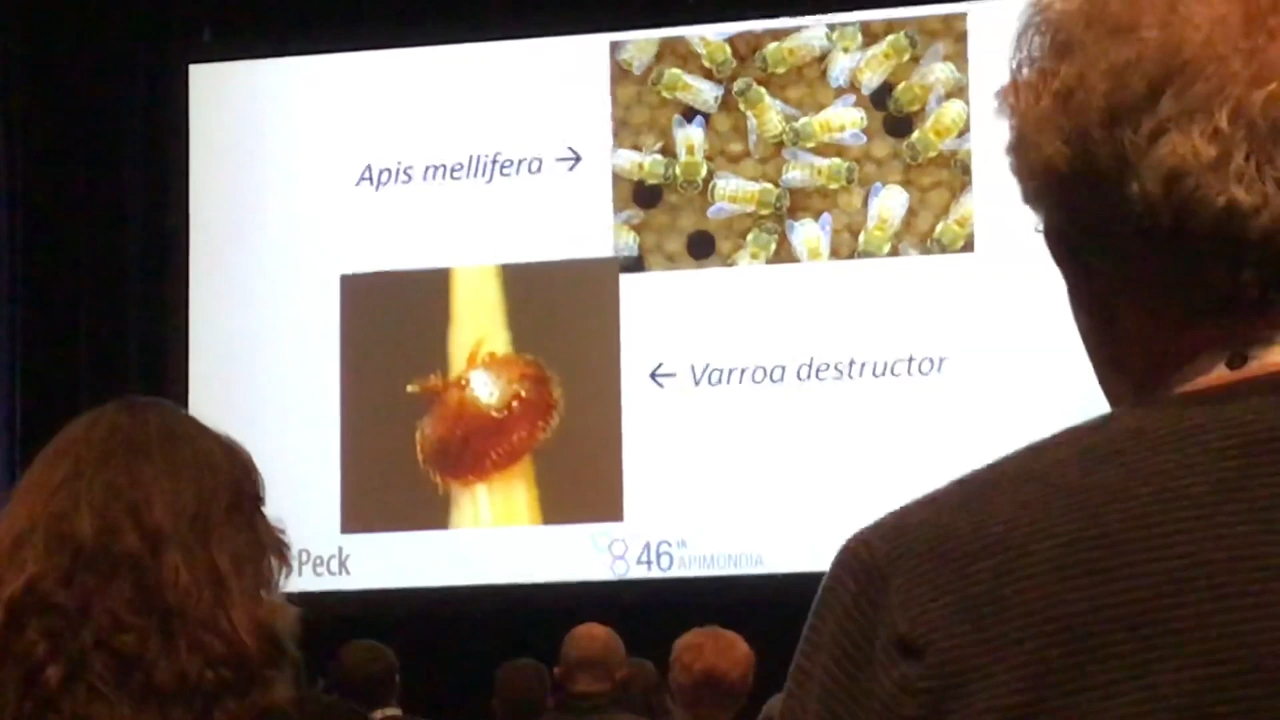 Apis mellifera →
← Varroa destructor
Peck
46th
APIMONDIA